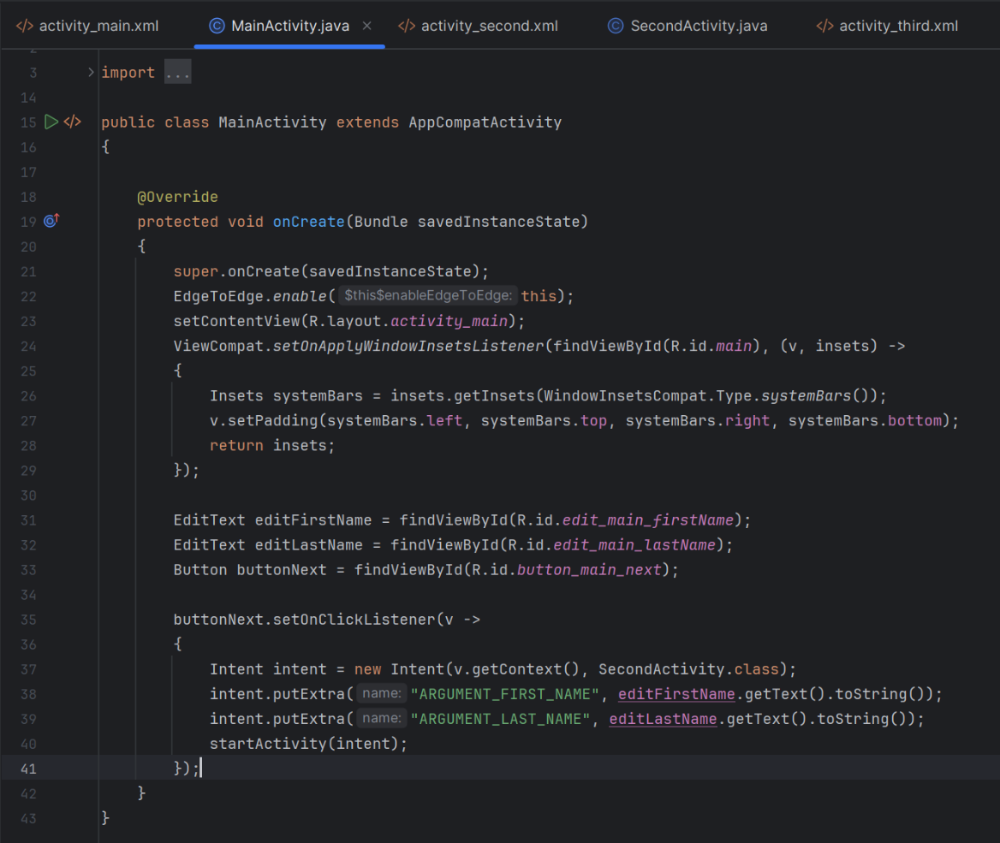 activity_main.xml MainActivity.java activity_second.xml SecondActivity.java activity_third.xml
3 import ...
14
15 public class MainActivity extends AppCompatActivity
16 {
17
18 @Override
19 protected void onCreate(Bundle savedInstanceState)
20 {
21 super.onCreate(savedInstanceState);
22 EdgeToEdge.enable( $this$enableEdgeToEdge: this);
23 setContentView(R.layout.activity_main);
24 ViewCompat.setOnApplyWindowInsetsListener(findViewById(R.id.main), (v, insets) ->
25 {
26 Insets systemBars = insets.getInsets(WindowInsetsCompat.Type.systemBars());
27 v.setPadding(systemBars.left, systemBars.top, systemBars.right, systemBars.bottom);
28 return insets;
29 });
30
31 EditText editFirstName = findViewById(R.id.edit_main_firstName);
32 EditText editLastName = findViewById(R.id.edit_main_lastName);
33 Button buttonNext = findViewById(R.id.button_main_next);
34
35 buttonNext.setOnClickListener(v ->
36 {
37 Intent intent = new Intent(v.getContext(), SecondActivity.class);
38 intent.putExtra( name: "ARGUMENT_FIRST_NAME", editFirstName.getText().toString());
39 intent.putExtra( name: "ARGUMENT_LAST_NAME", editLastName.getText().toString());
40 startActivity(intent);
41 });
42 }
43 }